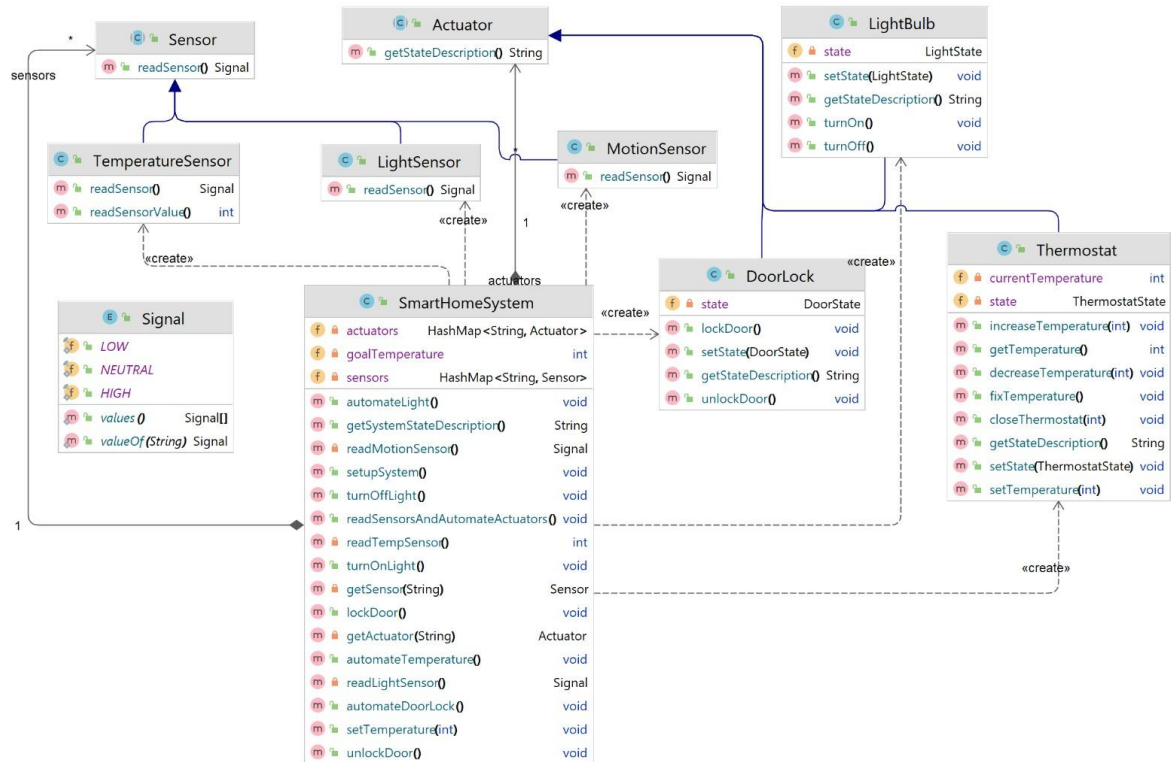 Sensor
readSensor() Signal
Actuator
getStateDescription() String
LightBulb
state LightState
setState(LightState) void
getStateDescription() String
turnOn() void
turnOff() void
*
sensors
TemperatureSensor
readSensor() Signal
readSensorValue() int
LightSensor
readSensor() Signal
*
MotionSensor
readSensor() Signal
«create»
«create»
«create»
1
actuators
«create»
Signal
LOW
NEUTRAL
HIGH
values() Signal[]
valueOf(String) Signal
SmartHomeSystem
actuators HashMap<String, Actuator>
goalTemperature int
sensors HashMap<String, Sensor>
automateLight() void
getSystemStateDescription() String
readMotionSensor() Signal
setupSystem() void
turnOffLight() void
readSensorsAndAutomateActuators() void
readTempSensor() int
turnOnLight() void
getSensor(String) Sensor
lockDoor() void
getActuator(String) Actuator
automateTemperature() void
readLightSensor() Signal
automateDoorLock() void
setTemperature(int) void
unlockDoor() void
1
«create»
DoorLock
state DoorState
lockDoor() void
setState(DoorState) void
getStateDescription() String
unlockDoor() void
Thermostat
currentTemperature int
state ThermostatState
increaseTemperature(int) void
getTemperature() int
decreaseTemperature(int) void
fixTemperature() void
closeThermostat(int) void
getStateDescription() String
setState(ThermostatState) void
setTemperature(int) void
«create»